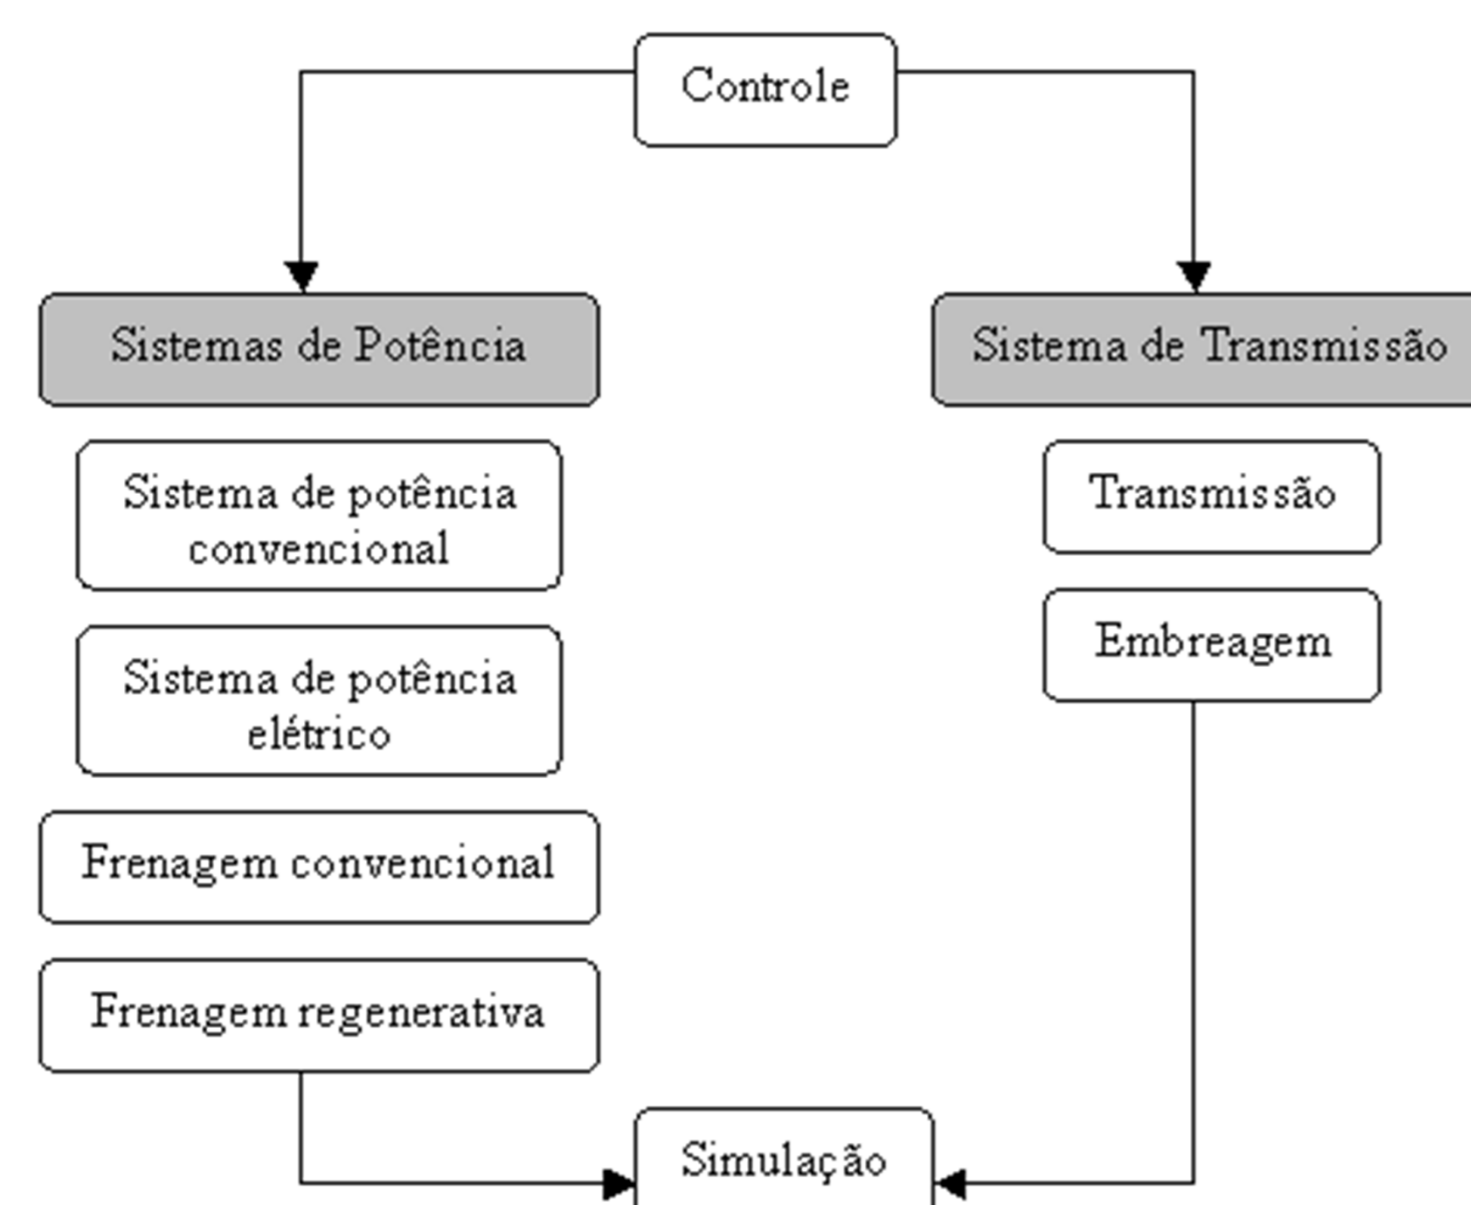 Controle
Sistemas de Potência
Sistema de Transmissão
Sistema de potência
convencional
Transmissão
Sistema de potência
elétrico
Embreagem
Frenagem convencional
Frenagem regenerativa
Simulação